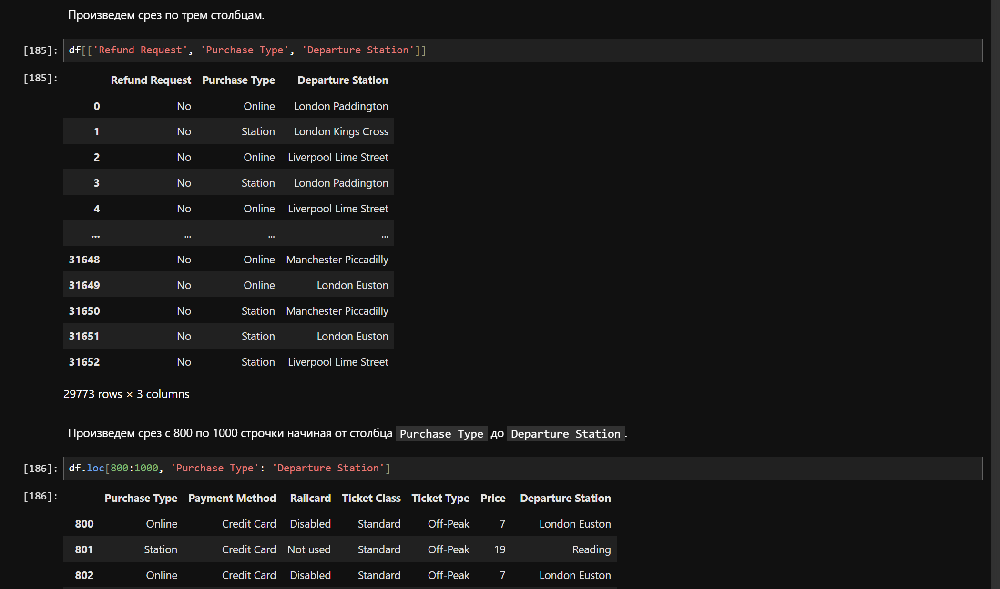 Произведем срез по трем столбцам.
[185]: df[['Refund Request', 'Purchase Type', 'Departure Station']]
[185]: Refund Request Purchase Type Departure Station
0 No Online London Paddington
1 No Station London Kings Cross
2 No Online Liverpool Lime Street
3 No Station London Paddington
4 No Online Liverpool Lime Street
... ... ... ...
31648 No Online Manchester Piccadilly
31649 No Online London Euston
31650 No Station Manchester Piccadilly
31651 No Station London Euston
31652 No Station Liverpool Lime Street
29773 rows × 3 columns
Произведем срез с 800 по 1000 строчки начиная от столбца Purchase Type до Departure Station.
[186]: df.loc[800:1000, 'Purchase Type': 'Departure Station']
[186]: Purchase Type Payment Method Railcard Ticket Class Ticket Type Price Departure Station
800 Online Credit Card Disabled Standard Off-Peak 7 London Euston
801 Station Credit Card Not used Standard Off-Peak 19 Reading
802 Online Credit Card Disabled Standard Off-Peak 7 London Euston